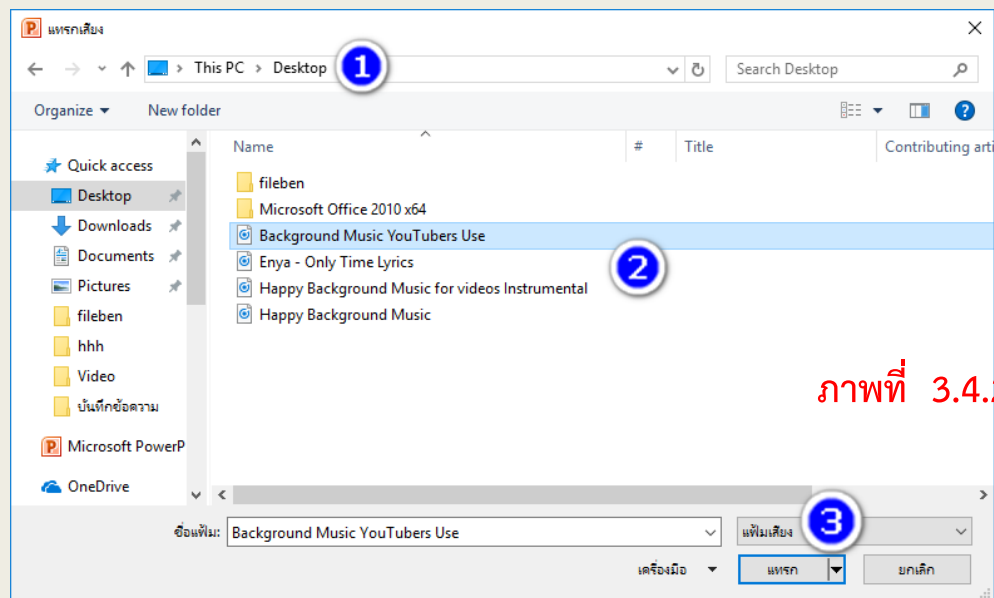 แทรกเสียง
This PC > Desktop
1
Search Desktop
Organize
New folder
Name
#
Title
Contributing arti
Quick access
Desktop
Downloads
Documents
Pictures
fileben
hhh
Video
บันทึกข้อความ
Microsoft PowerP
OneDrive
fileben
Microsoft Office 2010 x64
Background Music YouTubers Use
Enya - Only Time Lyrics
Happy Background Music for videos Instrumental
Happy Background Music
2
ภาพที่ 3.4.2
ชื่อแฟ้ม: Background Music YouTubers Use
แฟ้มเสียง
3
เครื่องมือ
แทรก
ยกเลิก